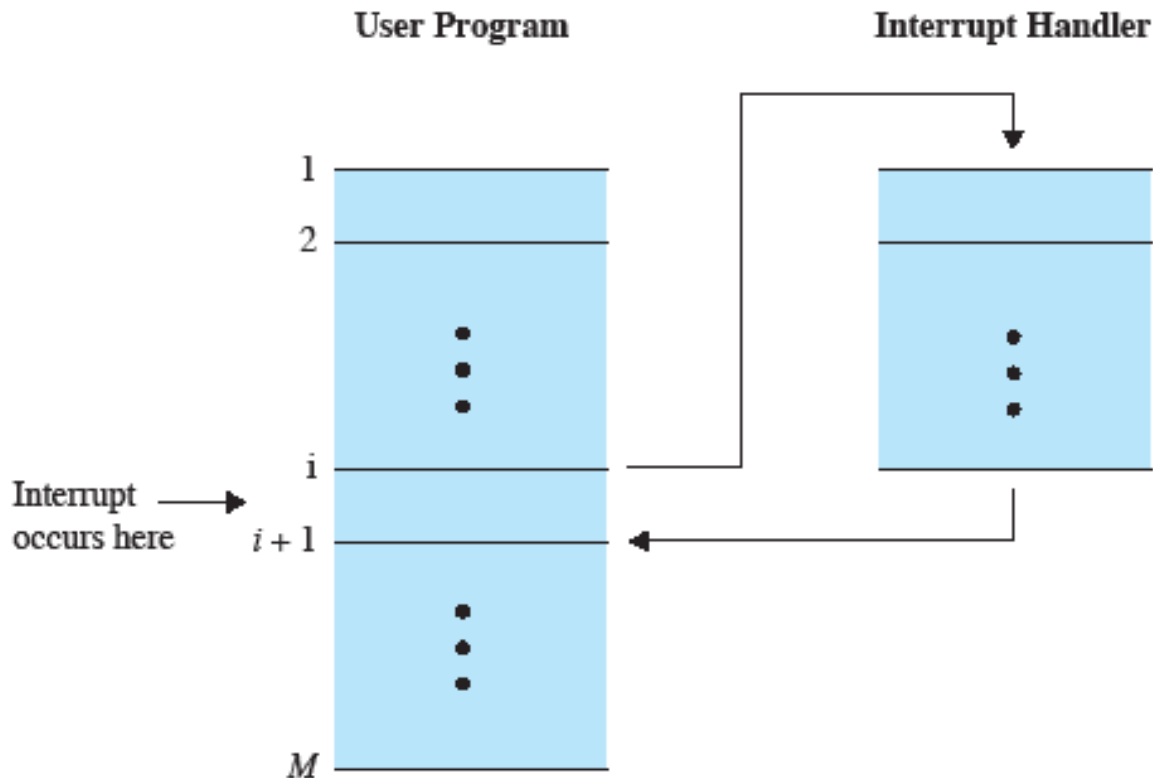 User Program
Interrupt Handler
1
2
i
Interrupt
occurs here
i + 1
M